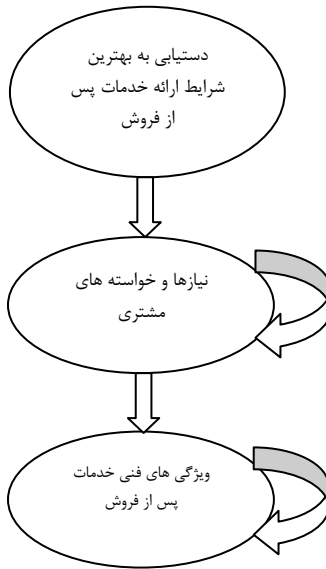 دستیابی به بهترین
شرایط ارائه خدمات پس
از فروش
نیازها و خواسته های
مشتری
ویژگی های فنی خدمات
پس از فروش